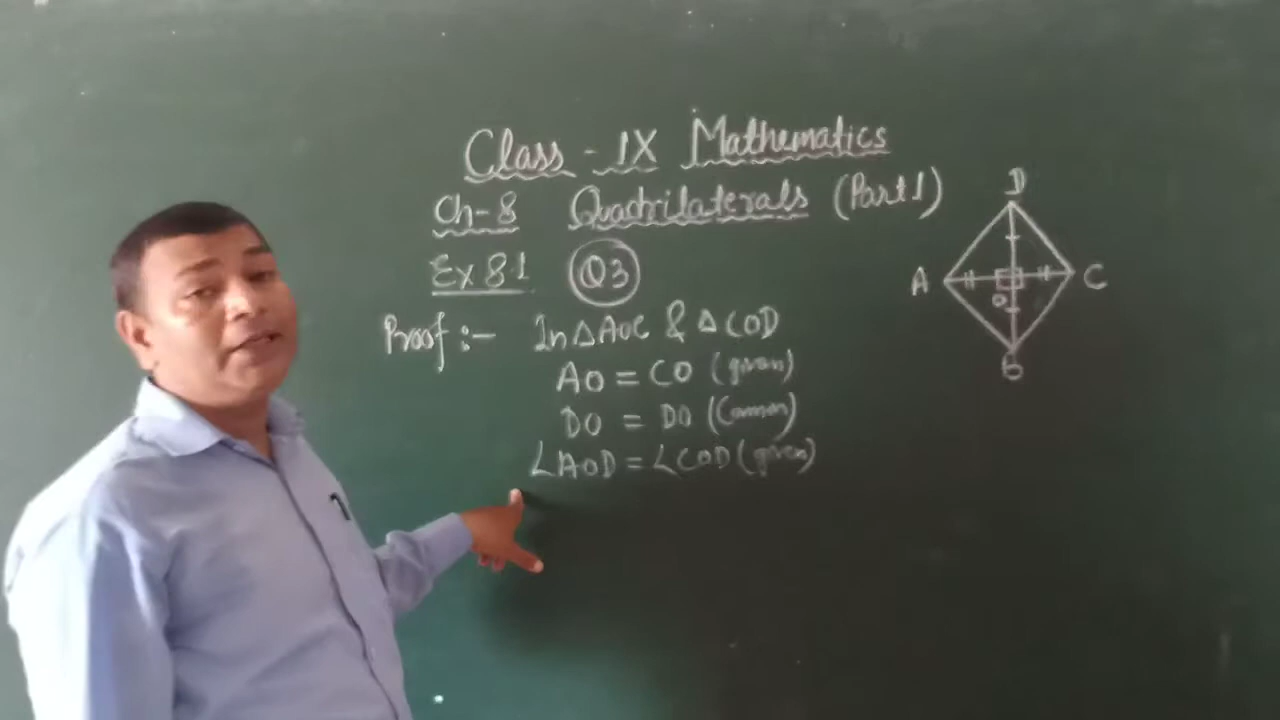 Class - IX Mathematics
Ch-8 Quadrilaterals (Part 1)
Ex 8.1 Q3
Proof :- In △AOC & △COD
AO = CO (given)
DO = DO (Common)
∠AOD = ∠COD (given)
D
A
C
O
B